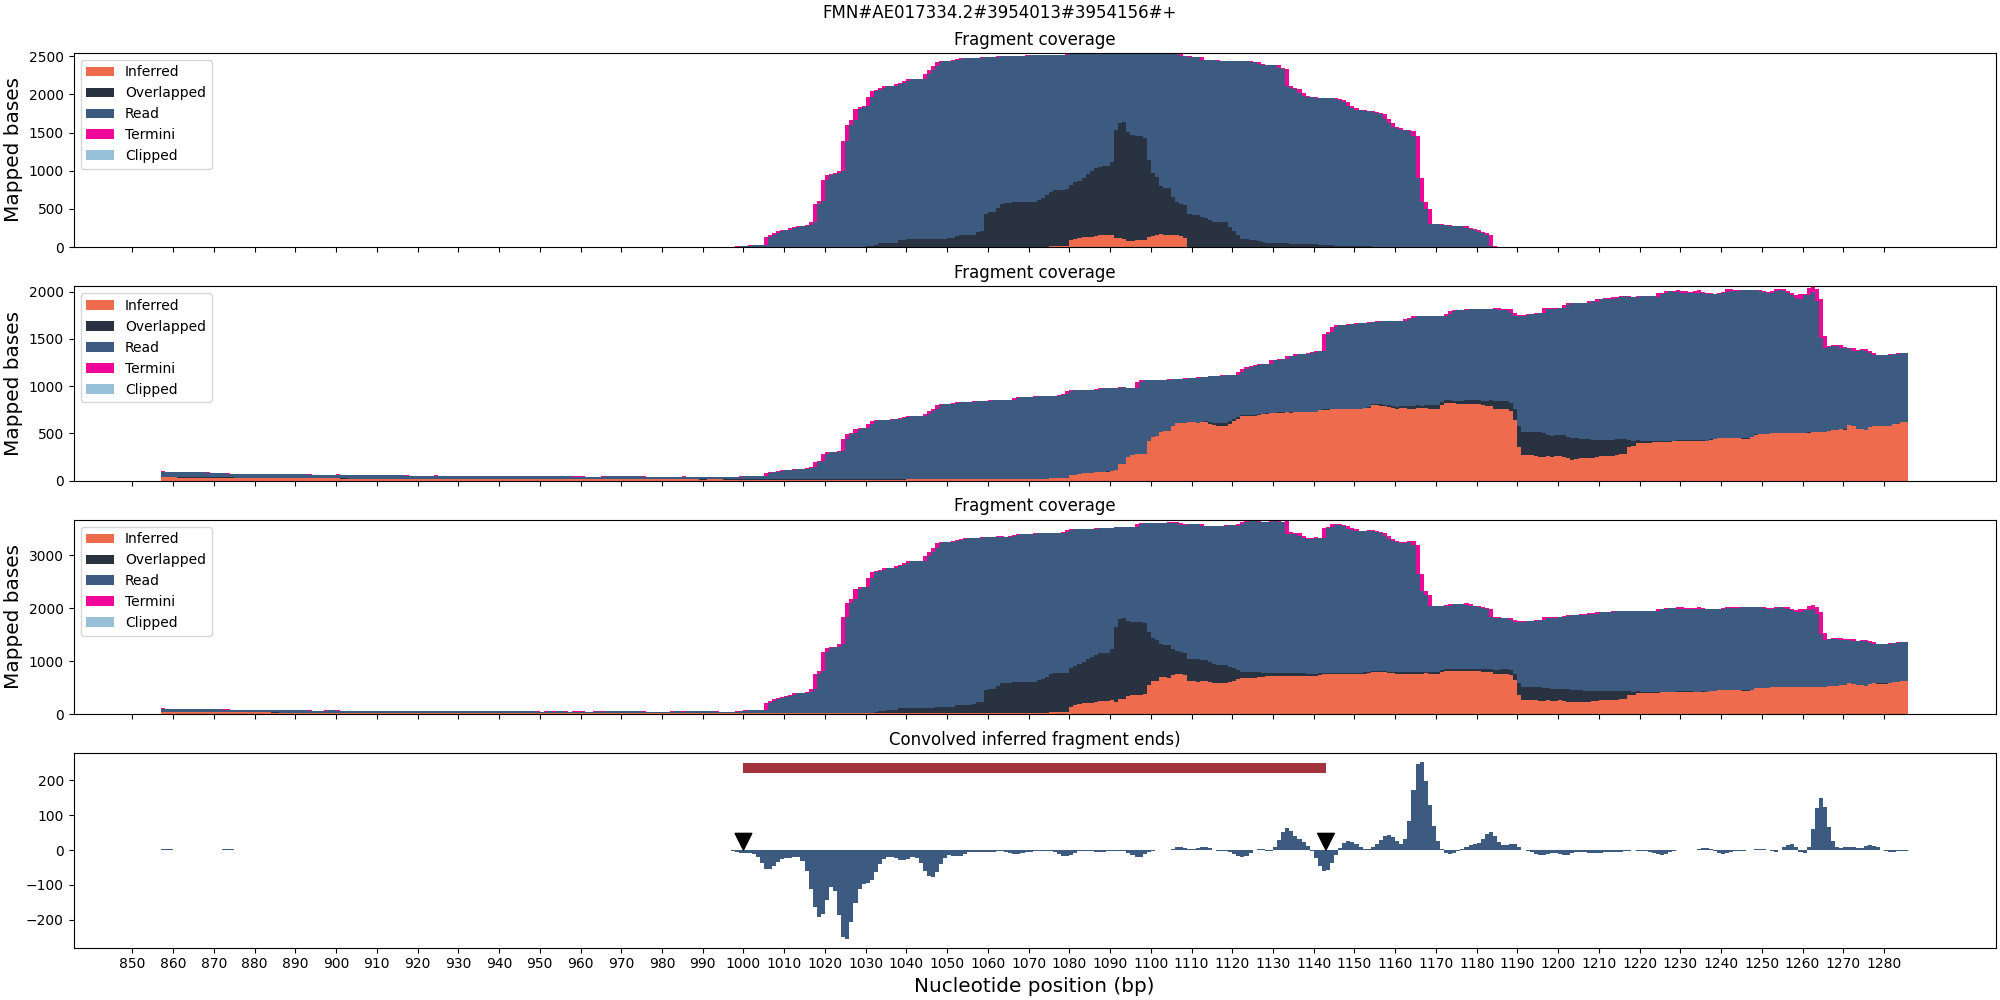 FMN#AE017334.2#3954013#3954156#+
Fragment coverage
Mapped bases
2500
2000
1500
1000
500
0
Inferred
Overlapped
Read
Termini
Clipped
Fragment coverage
Mapped bases
2000
1500
1000
500
0
Inferred
Overlapped
Read
Termini
Clipped
Fragment coverage
Mapped bases
3000
2000
1000
0
Inferred
Overlapped
Read
Termini
Clipped
Convolved inferred fragment ends)
200
100
0
−100
−200
850 860 870 880 890 900 910 920 930 940 950 960 970 980 990 1000 1010 1020 1030 1040 1050 1060 1070 1080 1090 1100 1110 1120 1130 1140 1150 1160 1170 1180 1190 1200 1210 1220 1230 1240 1250 1260 1270 1280
Nucleotide position (bp)